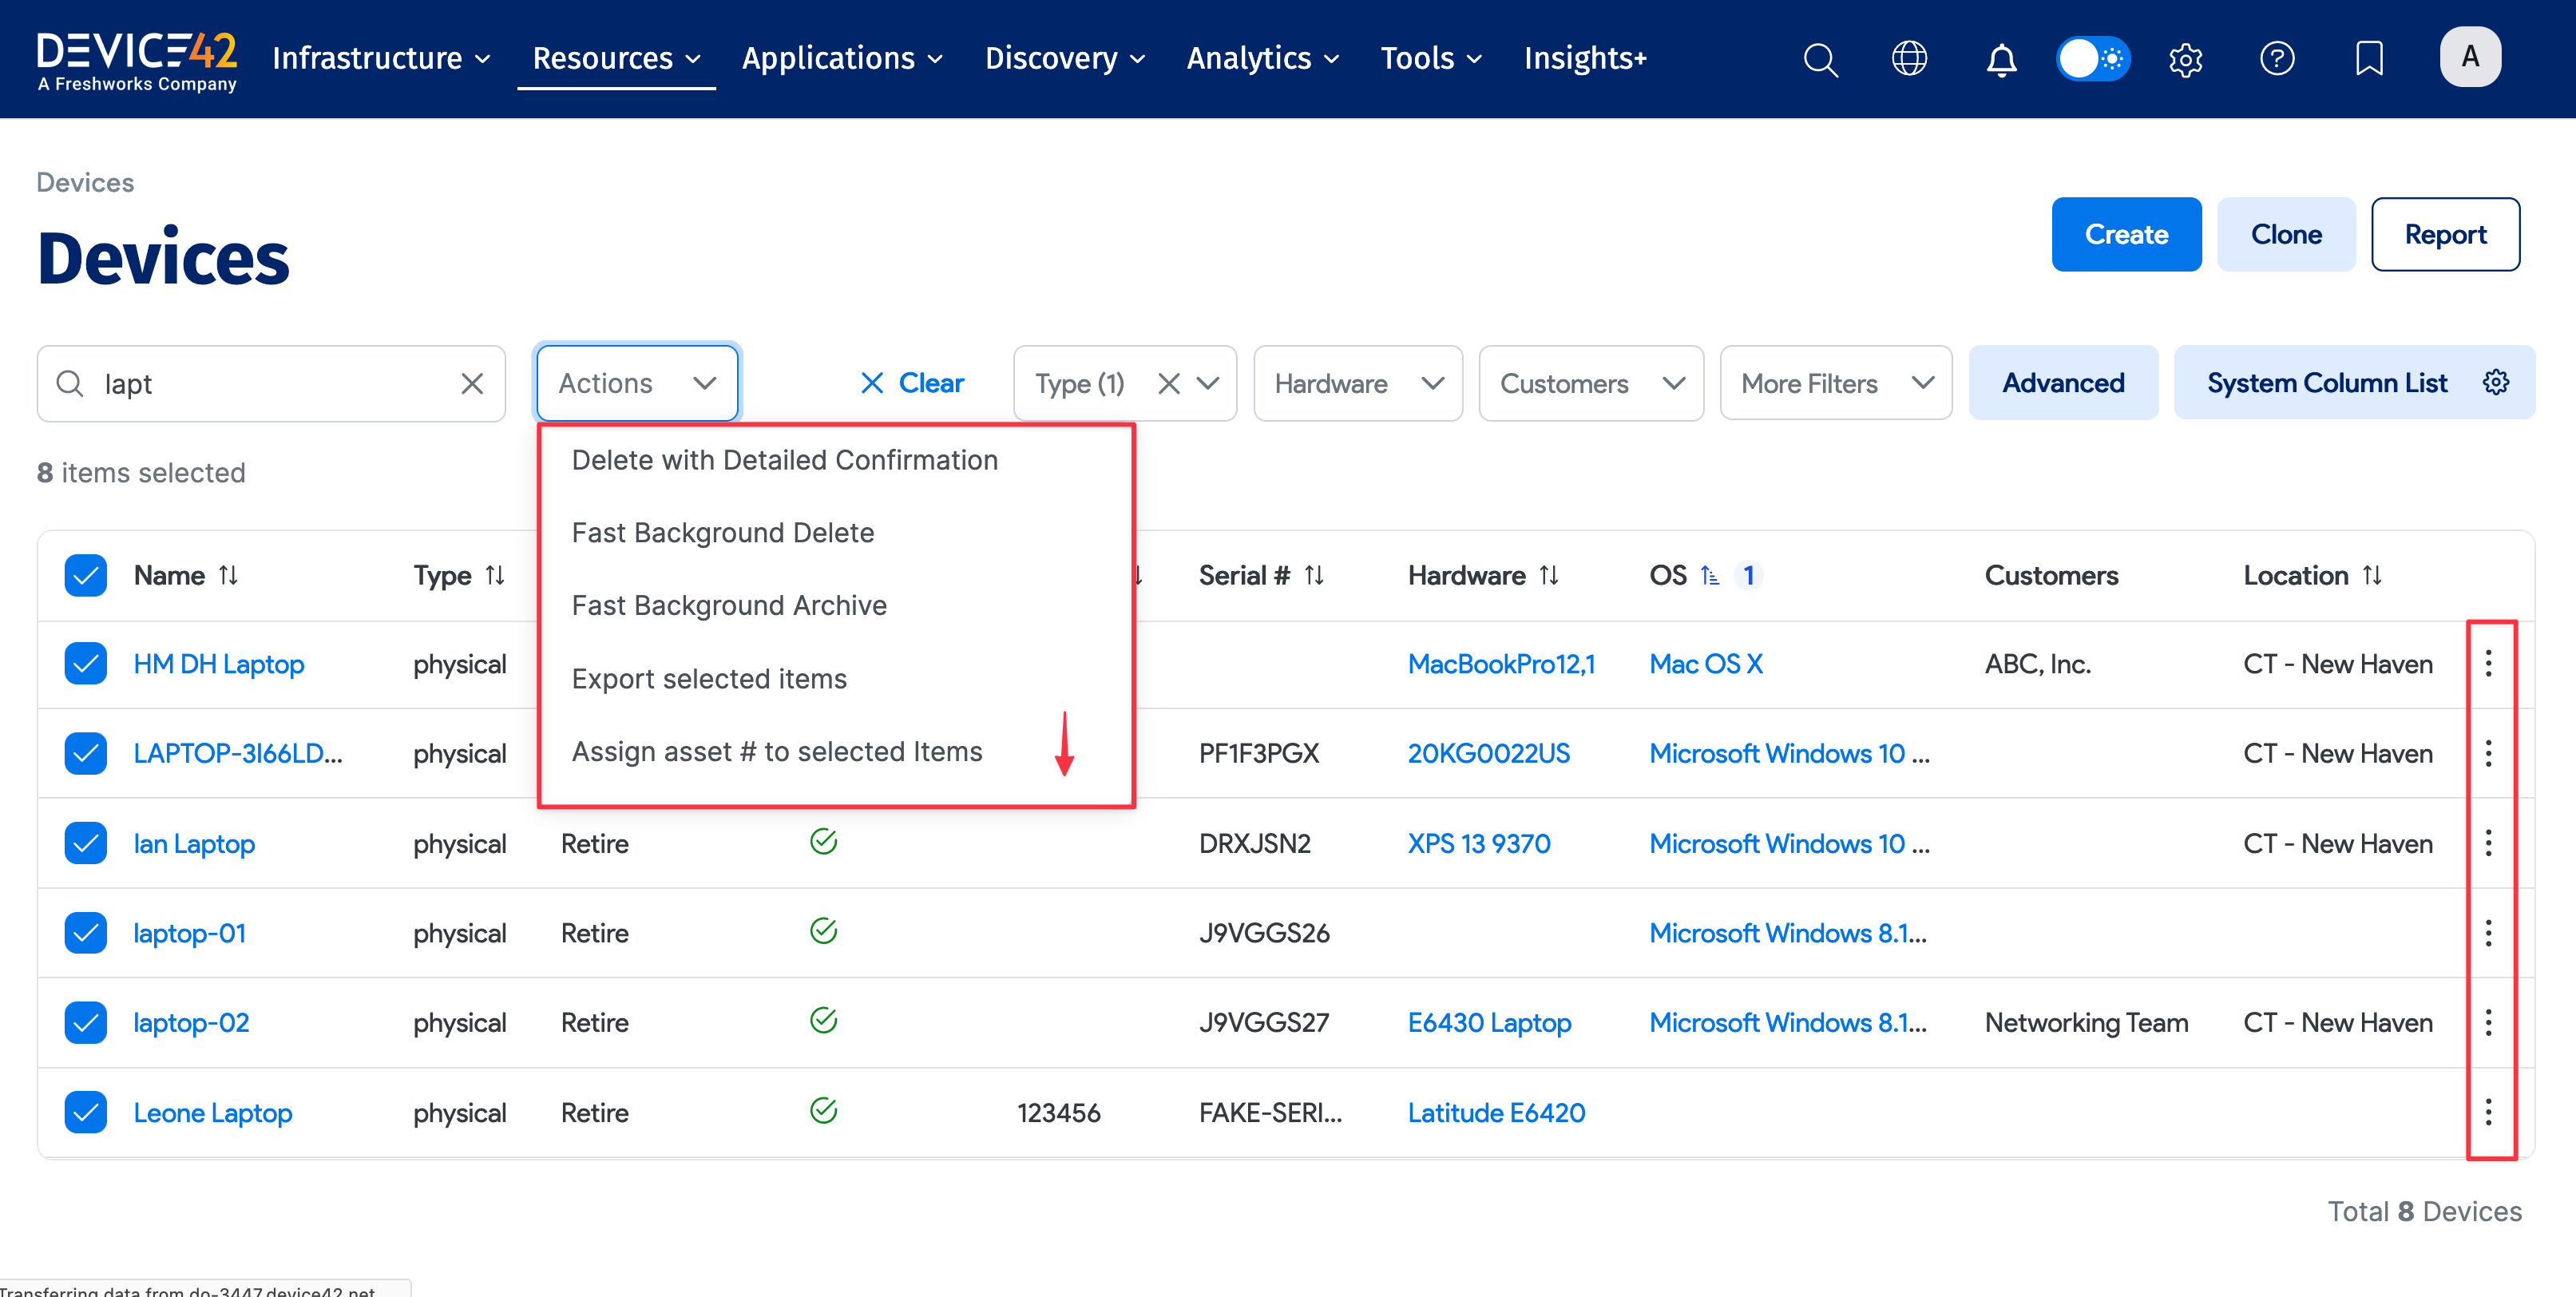 DEVICE42
A Freshworks Company
Infrastructure Resources Applications Discovery Analytics Tools Insights+
A
Devices
Devices
Create Clone Report
lapt
Actions
Clear
Type (1)
Hardware
Customers
More Filters
Advanced
System Column List
8 items selected
Delete with Detailed Confirmation
Fast Background Delete
Fast Background Archive
Export selected items
Assign asset # to selected Items
Name Type Serial # Hardware OS 1 Customers Location
HM DH Laptop physical MacBookPro12,1 Mac OS X ABC, Inc. CT - New Haven
LAPTOP-3I66LD... physical PF1F3PGX 20KG0022US Microsoft Windows 10 ... CT - New Haven
Ian Laptop physical Retire DRXJSN2 XPS 13 9370 Microsoft Windows 10 ... CT - New Haven
laptop-01 physical Retire J9VGGS26 Microsoft Windows 8.1...
laptop-02 physical Retire J9VGGS27 E6430 Laptop Microsoft Windows 8.1... Networking Team CT - New Haven
Leone Laptop physical Retire 123456 FAKE-SERI... Latitude E6420
Total 8 Devices
Transferring data from do-3447.device42.net